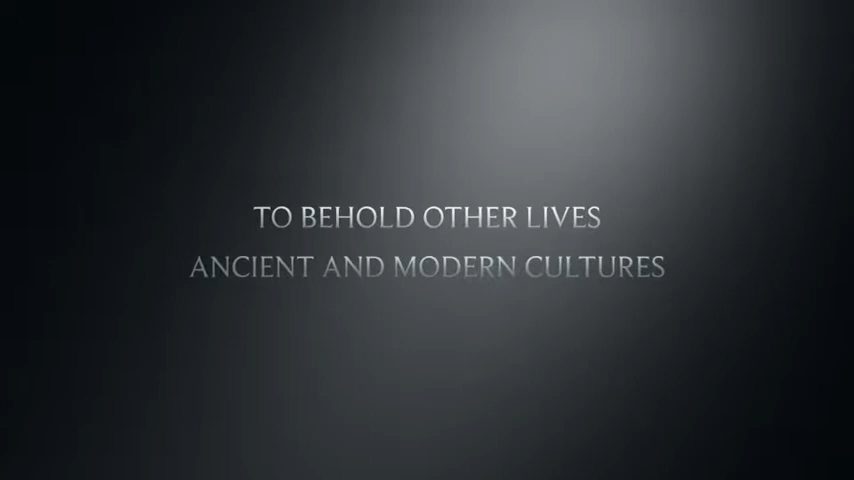 TO BEHOLD OTHER LIVES
ANCIENT AND MODERN CULTURES